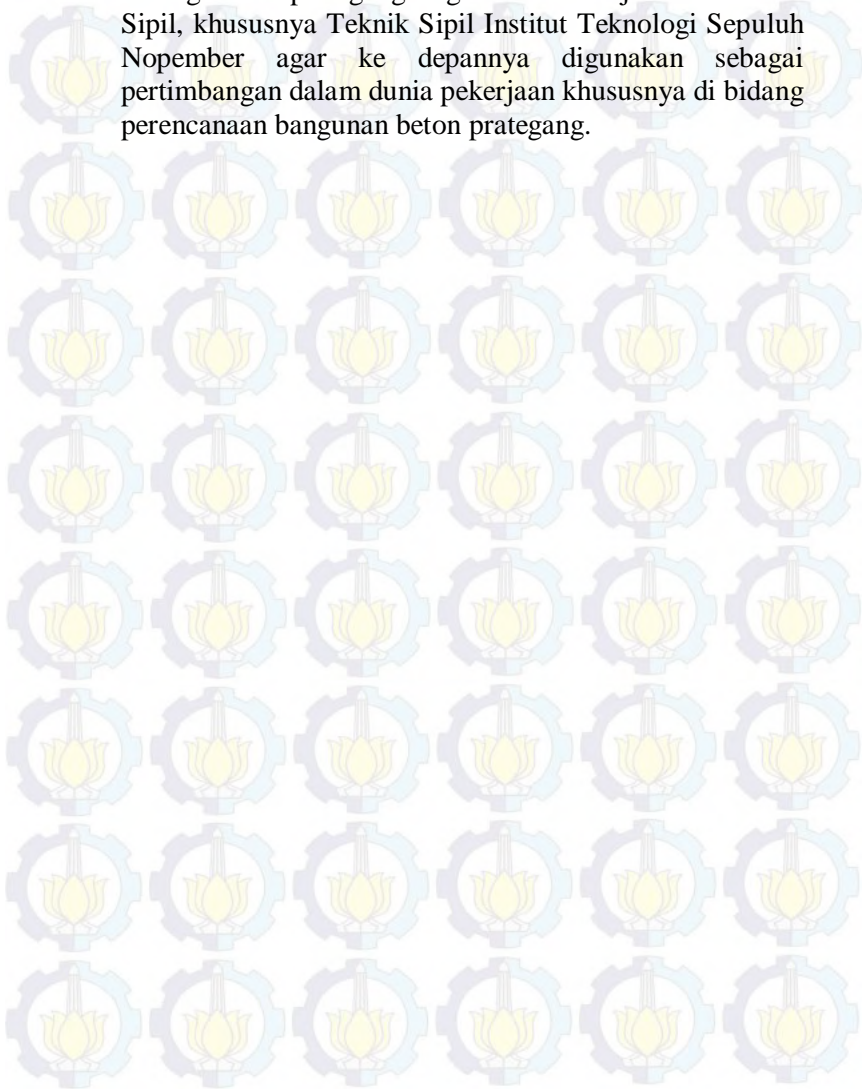 Sipil, khususnya Teknik Sipil Institut Teknologi Sepuluh
Nopember agar ke depannya digunakan sebagai
pertimbangan dalam dunia pekerjaan khususnya di bidang
perencanaan bangunan beton prategang.